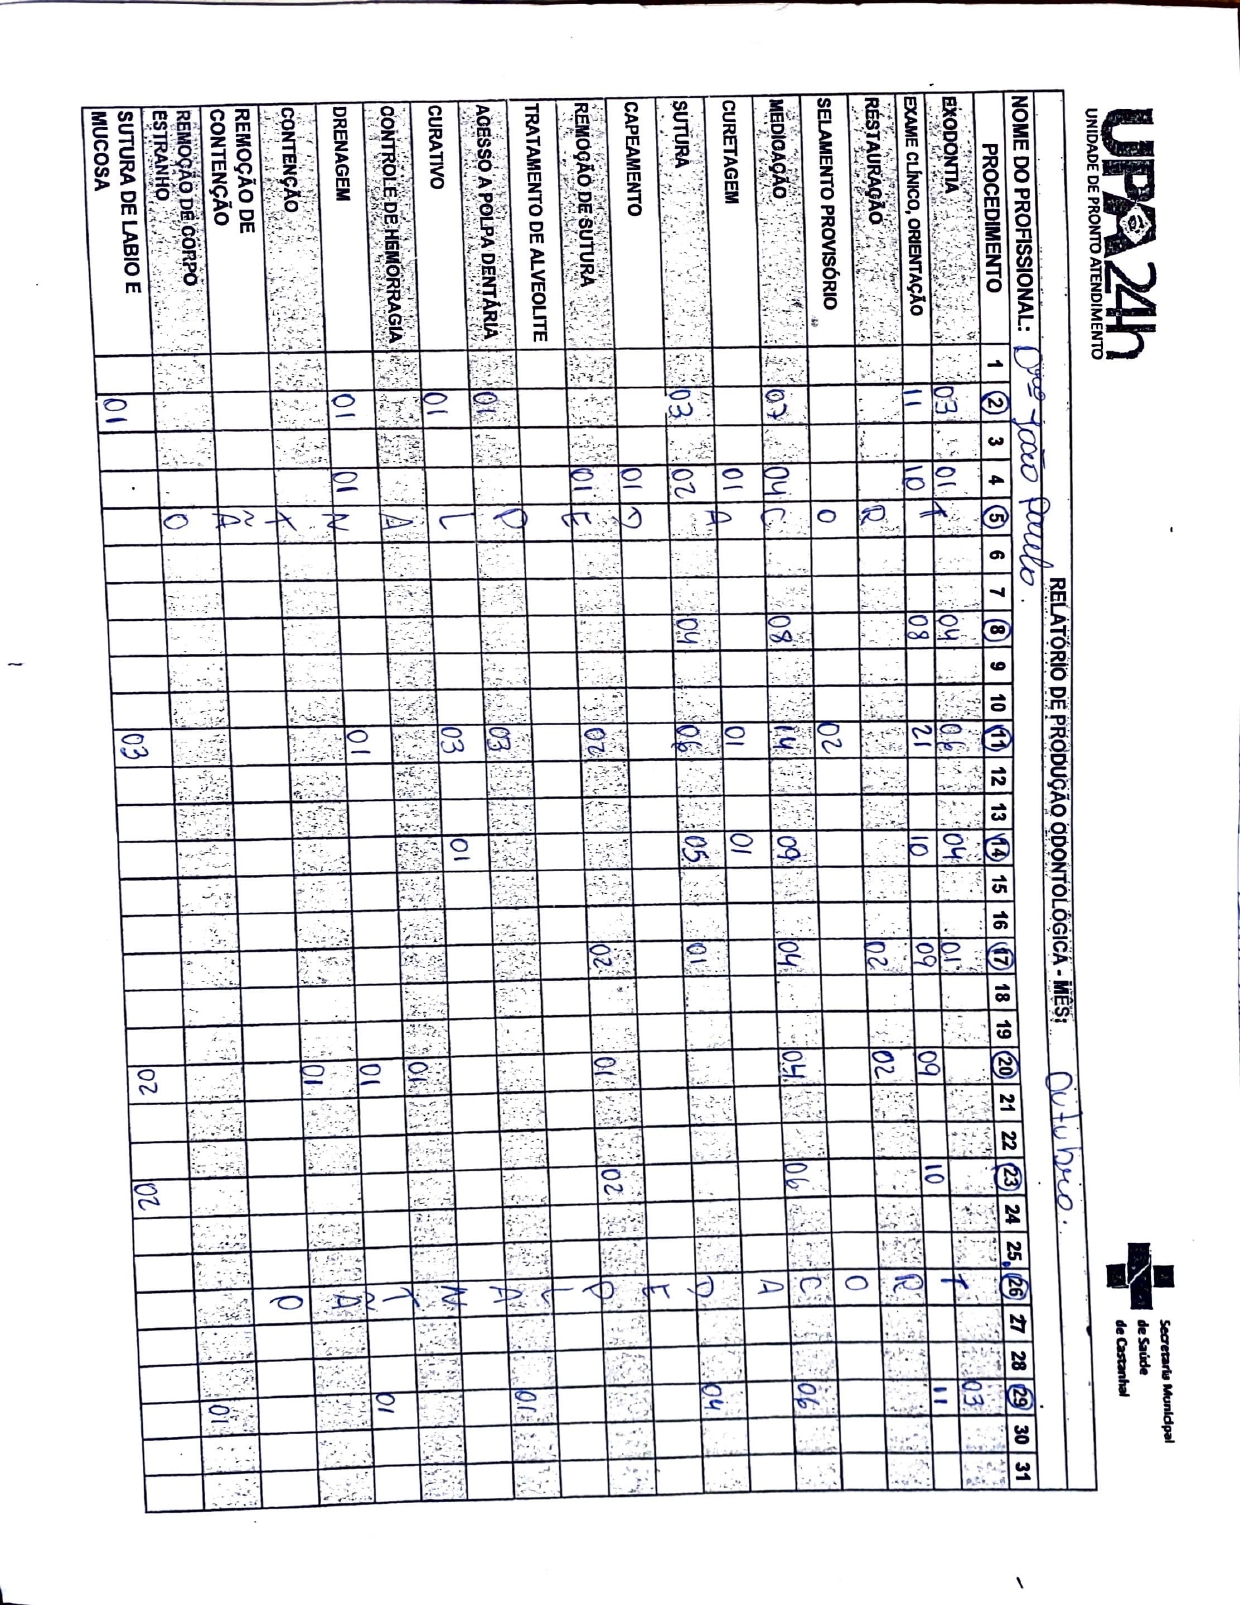 UPA 24h
UNIDADE DE PRONTO ATENDIMENTO
Secretaria Municipal
de Saúde
de Castanhal
RELATÓRIO DE PRODUÇÃO ODONTOLÓGICA - MÊS: Outubro.
NOME DO PROFISSIONAL: Drº João Paulo.
PROCEDIMENTO 1 2 3 4 5 6 7 8 9 10 11 12 13 14 15 16 17 18 19 20 21 22 23 24 25 26 27 28 29 30 31
EXODONTIA 03 01 T 04 06 04 01 03
EXAME CLÍNICO, ORIENTAÇÃO 11 10 08 21 10 09 09 10 T 11
RESTAURAÇÃO R 02 02 R
SELAMENTO PROVISÓRIO O 02 O
MEDICAÇÃO 07 04 C 08 14 09 04 04 06 C 06
CURETAGEM 01 A 01 01 A
SUTURA 03 02 04 06 05 01 D 04
CAPEAMENTO 01 D E
REMOÇÃO DE SUTURA 01 E 02 02 01 02 P
TRATAMENTO DE ALVEOLITE L
ACESSO A POLPA DENTÁRIA 01 P 03 A 01
CURATIVO 01 L 03 01 N
CONTROLE DE HEMORRAGIA A 01 T
DRENAGEM 01 01 N 01 01 Ã 01
CONTENÇÃO T 01 O
REMOÇÃO DE
CONTENÇÃO Ã
REMOÇÃO DE CORPO
ESTRANHO O 01
SUTURA DE LABIO E
MUCOSA 01 03 02 02